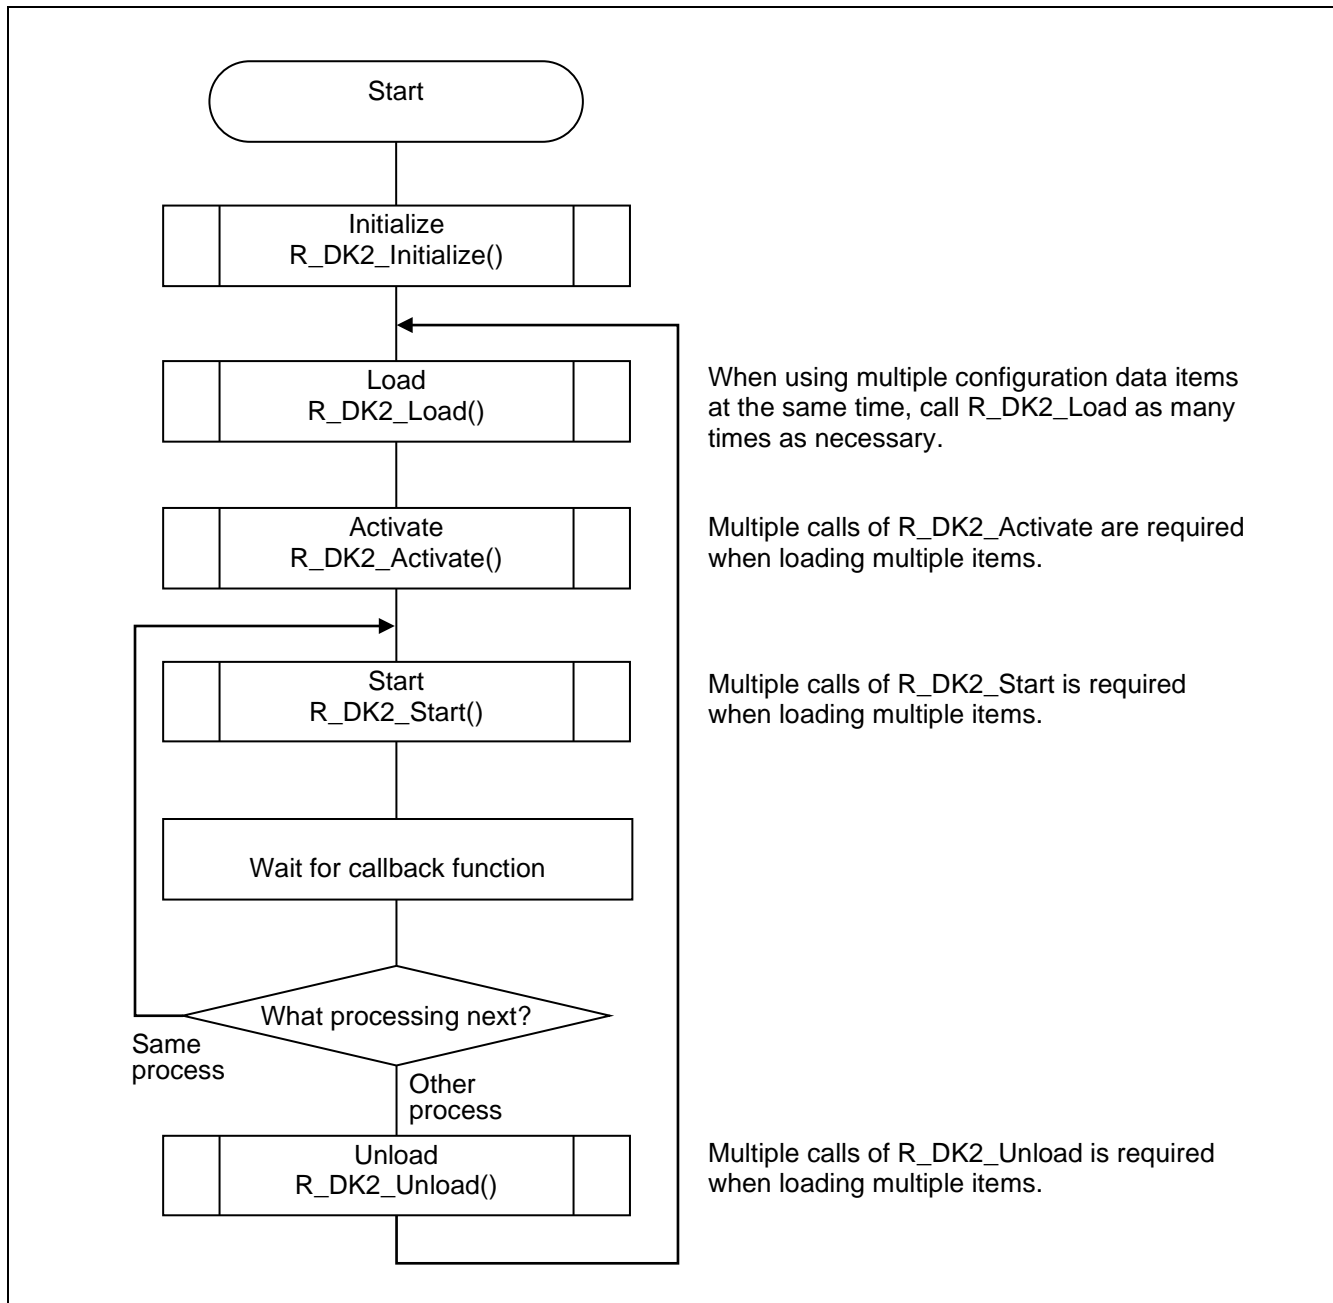 Start
Initialize
R_DK2_Initialize()
Load
R_DK2_Load()
When using multiple configuration data items
at the same time, call R_DK2_Load as many
times as necessary.
Activate
R_DK2_Activate()
Multiple calls of R_DK2_Activate are required
when loading multiple items.
Start
R_DK2_Start()
Multiple calls of R_DK2_Start is required
when loading multiple items.
Wait for callback function
What processing next?
Same
process
Other
process
Unload
R_DK2_Unload()
Multiple calls of R_DK2_Unload is required
when loading multiple items.